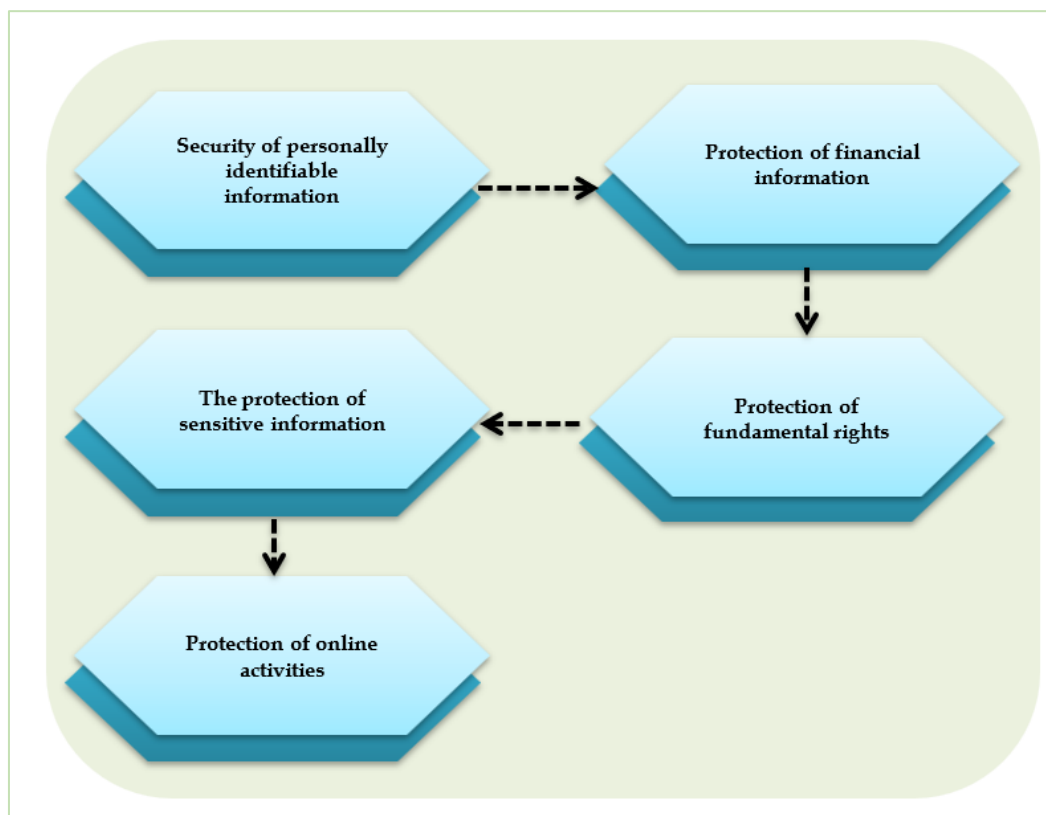 Security of personally
identifiable
information
Protection of financial
information
Protection of
fundamental rights
The protection of
sensitive information
Protection of online
activities